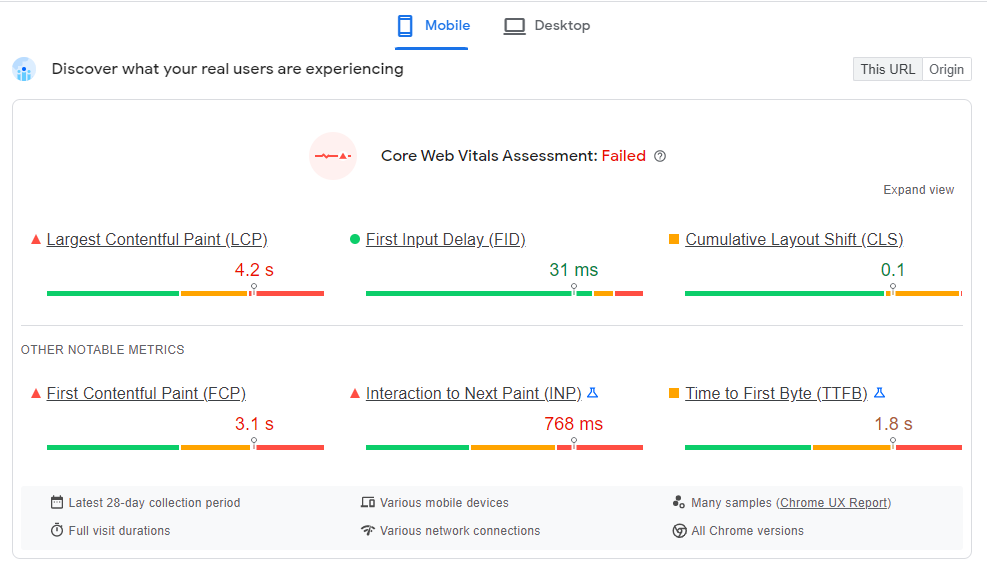 Mobile Desktop
Discover what your real users are experiencing This URL Origin
Core Web Vitals Assessment: Failed
Expand view
Largest Contentful Paint (LCP) First Input Delay (FID) Cumulative Layout Shift (CLS)
4.2 s 31 ms 0.1
OTHER NOTABLE METRICS
First Contentful Paint (FCP) Interaction to Next Paint (INP) Time to First Byte (TTFB)
3.1 s 768 ms 1.8 s
Latest 28-day collection period Various mobile devices Many samples (Chrome UX Report)
Full visit durations Various network connections All Chrome versions